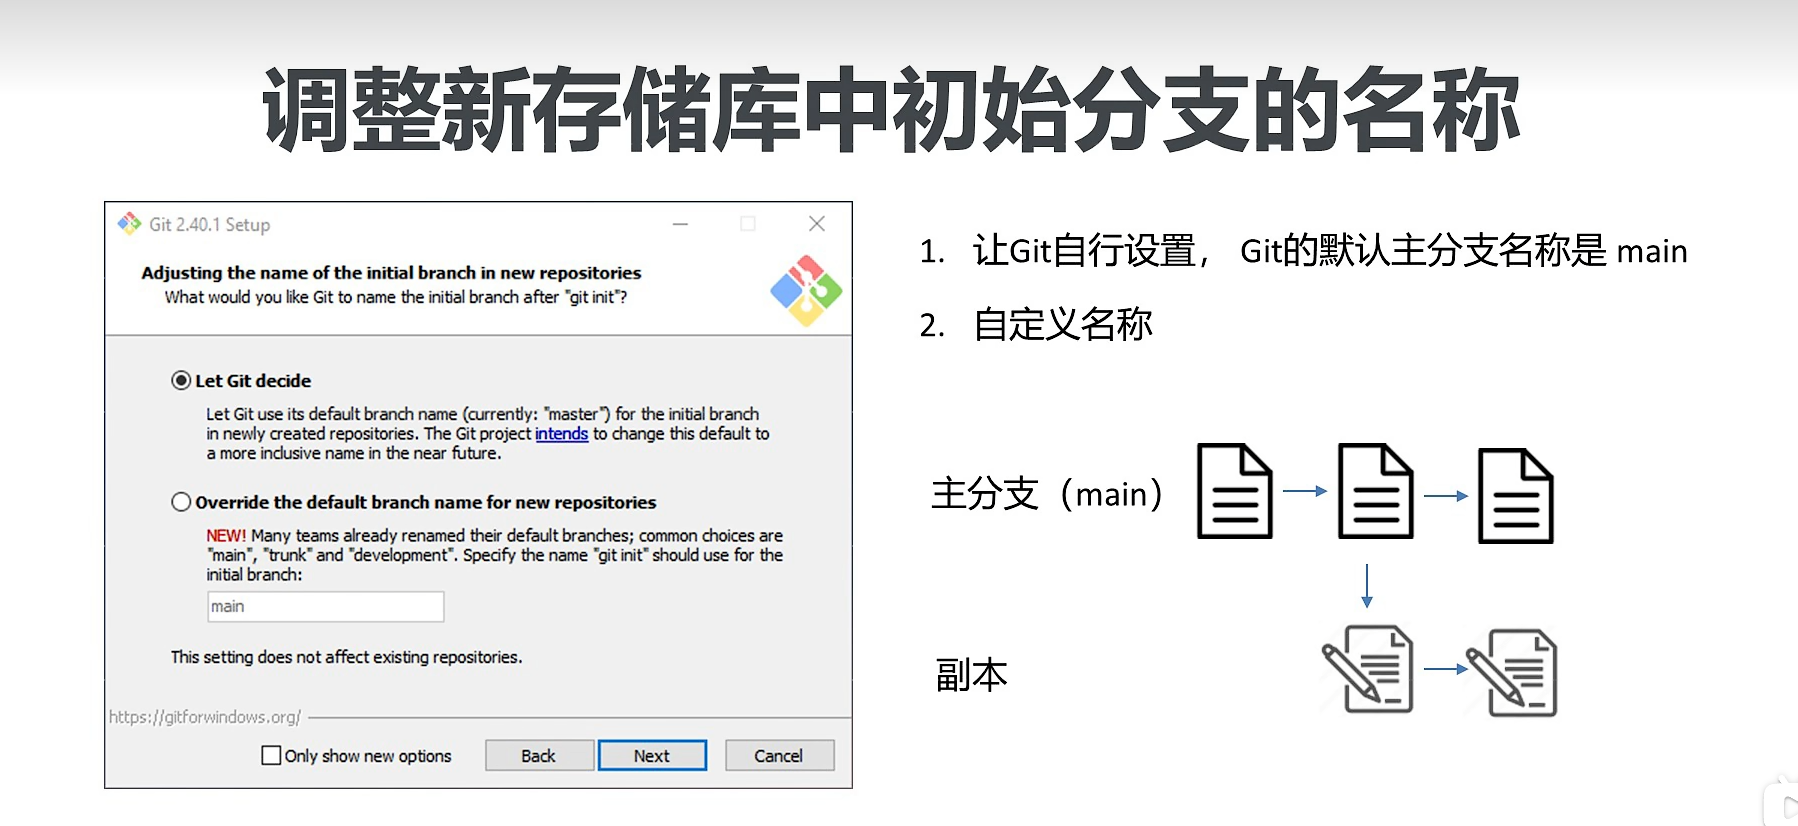 调整新存储库中初始分支的名称
Git 2.40.1 Setup
Adjusting the name of the initial branch in new repositories
What would you like Git to name the initial branch after "git init"?
Let Git decide
Let Git use its default branch name (currently: "master") for the initial branch
in newly created repositories. The Git project intends to change this default to
a more inclusive name in the near future.
Override the default branch name for new repositories
NEW! Many teams already renamed their default branches; common choices are
"main", "trunk" and "development". Specify the name "git init" should use for the
initial branch:
main
This setting does not affect existing repositories.
https://gitforwindows.org/
Only show new options
Back
Next
Cancel
1. 让Git自行设置， Git的默认主分支名称是 main
2. 自定义名称
主分支（main）
副本